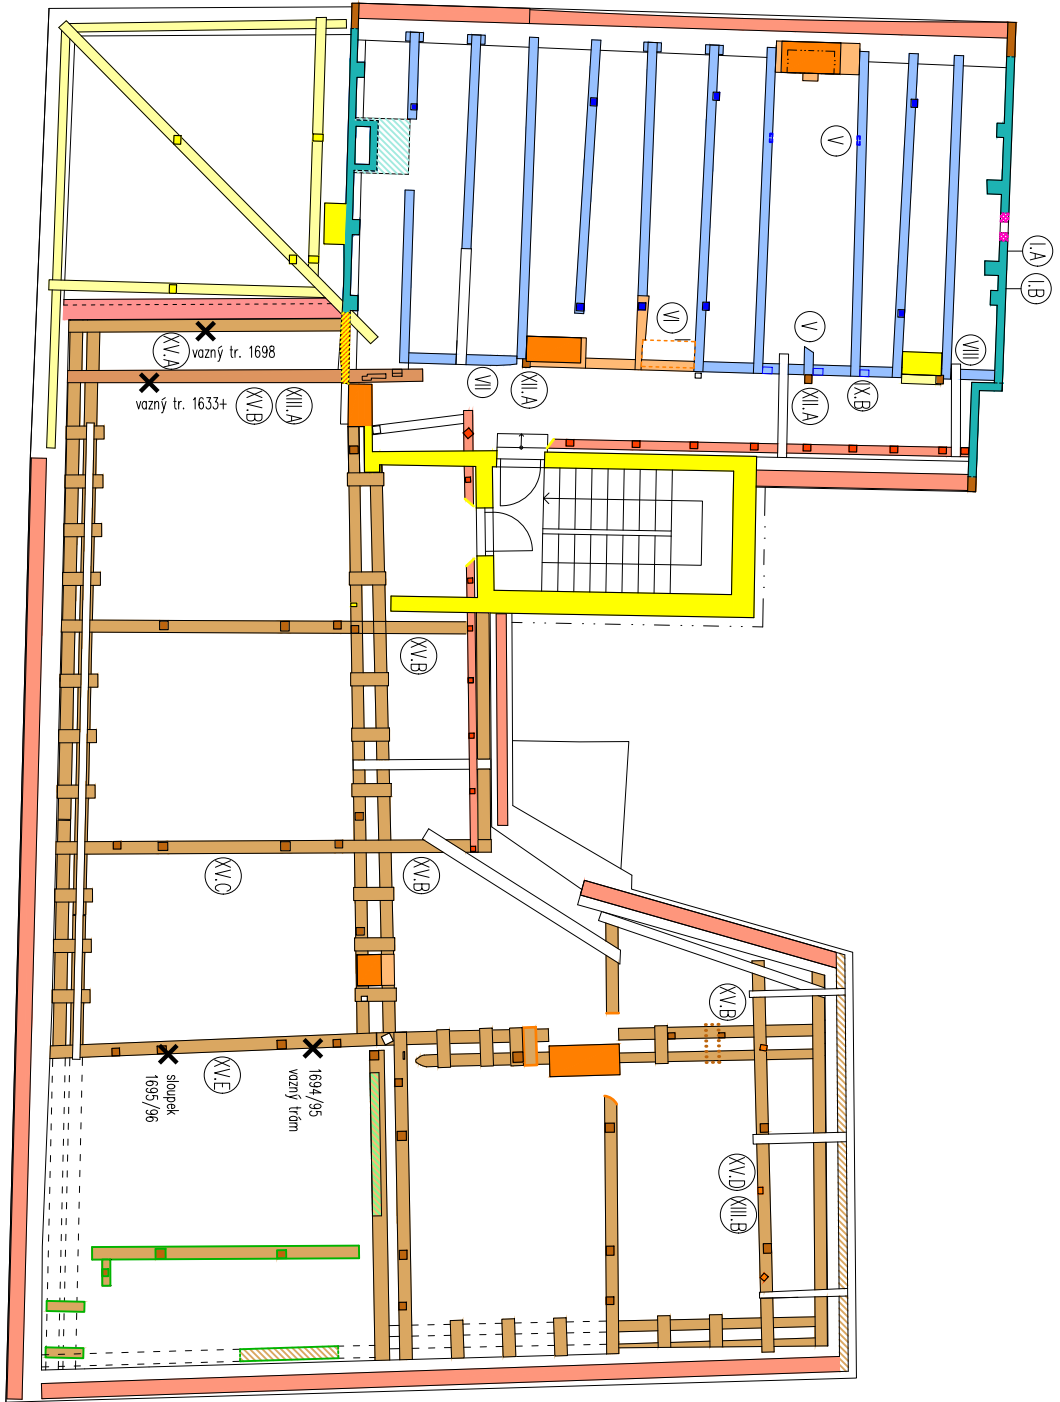 I.A
I.B
V
VI
V
VIII
XV.A
vazný tr. 1698
vazný tr. 1633+
XV.B
XIII.A
VII
XII.A
XII.A
IX.B
XV.B
XV.C
XV.B
XV.B
XV.E
sloupek
1695/96
1694/95
vazný trám
XV.D
XIII.B